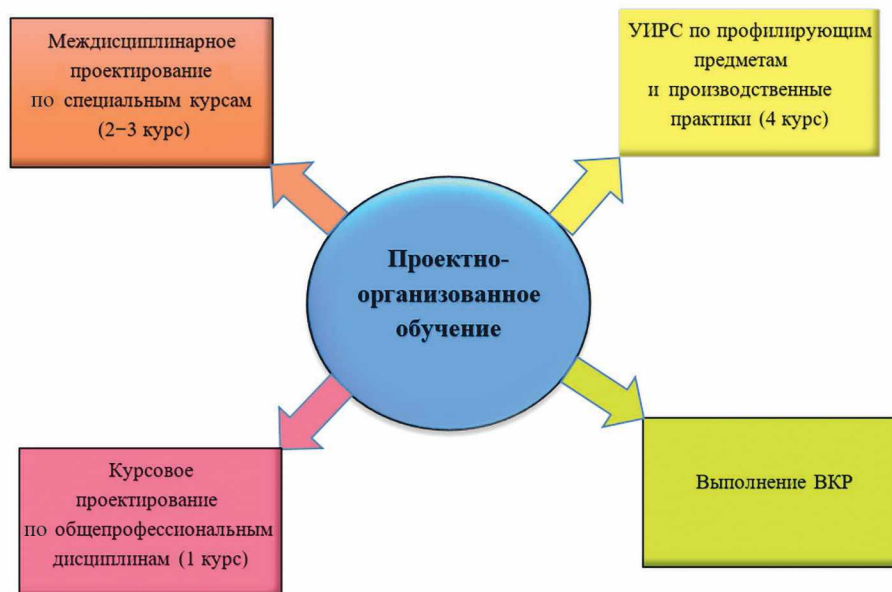 Междисциплинарное
проектирование
по специальным курсам
(2−3 курс)
УИРС по профилирующим
предметам
и производственные
практики (4 курс)
Проектно-
организованное
обучение
Курсовое
проектирование
по общепрофессиональным
дисциплинам (1 курс)
Выполнение ВКР